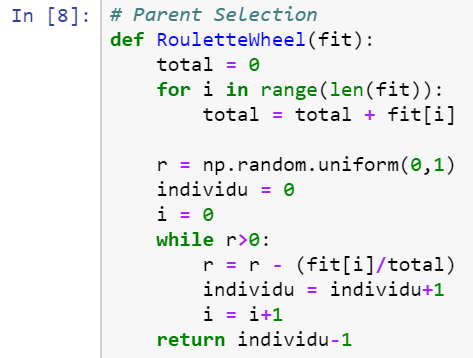 In [8]: # Parent Selection
def RouletteWheel(fit):
    total = 0
    for i in range(len(fit)):
        total = total + fit[i]

    r = np.random.uniform(0,1)
    individu = 0
    i = 0
    while r>0:
        r = r - (fit[i]/total)
        individu = individu+1
        i = i+1
    return individu-1